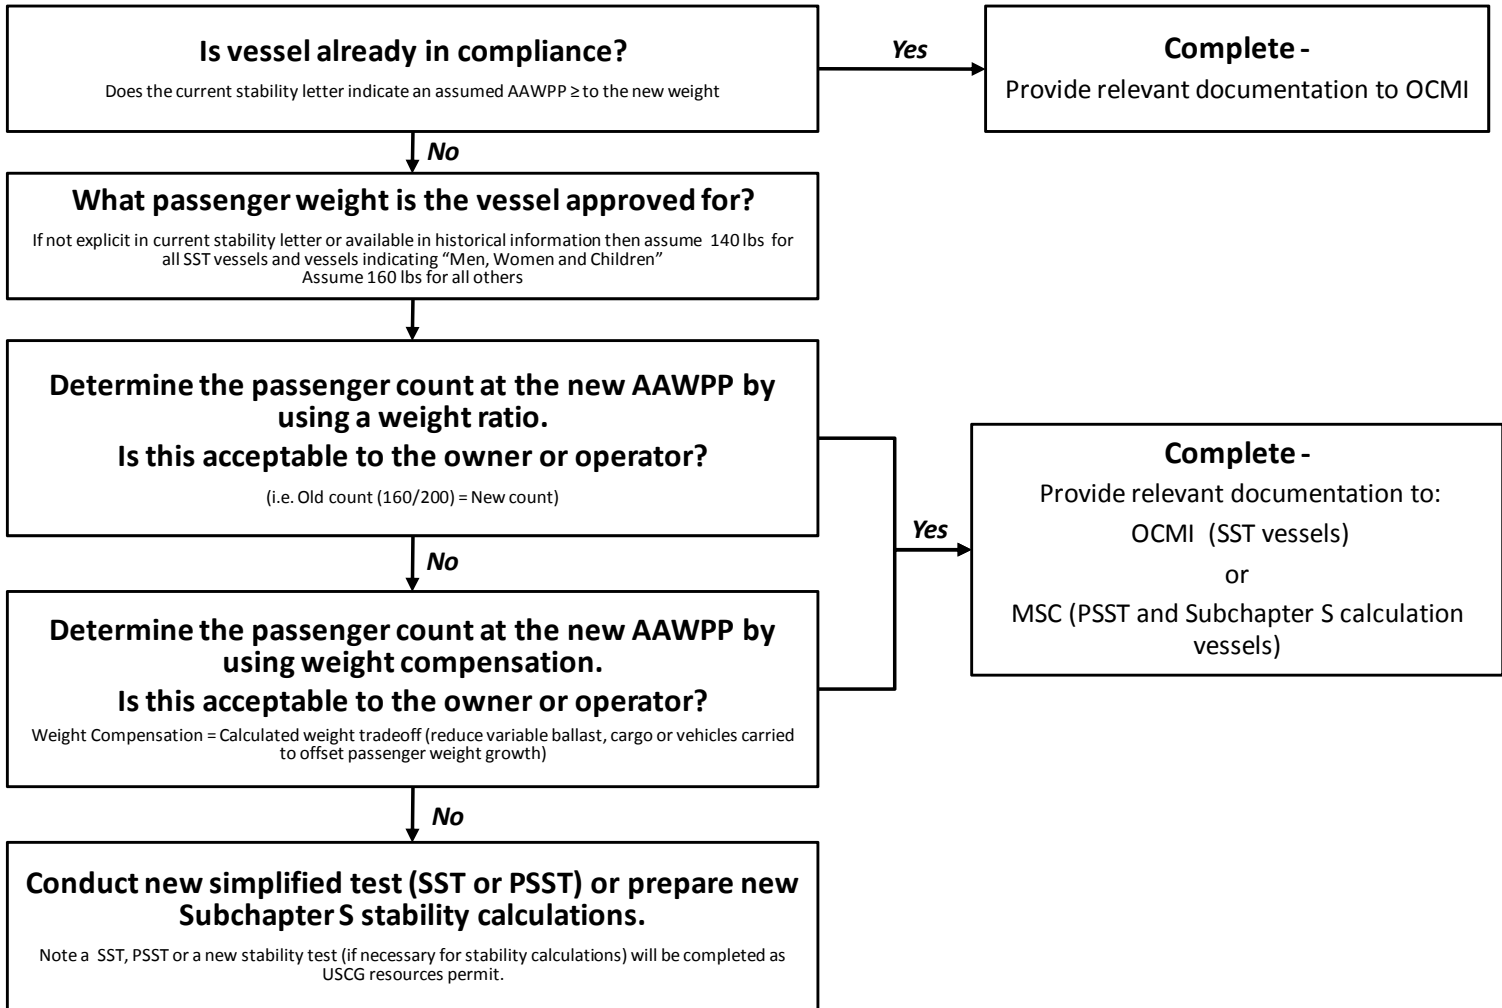 Is vessel already in compliance?
Does the current stability letter indicate an assumed AAWPP ≥ to the new weight
Yes
Complete -
Provide relevant documentation to OCMI
No
What passenger weight is the vessel approved for?
If not explicit in current stability letter or available in historical information then assume 140 lbs for
all SST vessels and vessels indicating “Men, Women and Children”
Assume 160 lbs for all others
Determine the passenger count at the new AAWPP by
using a weight ratio.
Is this acceptable to the owner or operator?
(i.e. Old count (160/200) = New count)
No
Determine the passenger count at the new AAWPP by
using weight compensation.
Is this acceptable to the owner or operator?
Weight Compensation = Calculated weight tradeoff (reduce variable ballast, cargo or vehicles carried
to offset passenger weight growth)
Yes
Complete -
Provide relevant documentation to:
OCMI (SST vessels)
or
MSC (PSST and Subchapter S calculation
vessels)
No
Conduct new simplified test (SST or PSST) or prepare new
Subchapter S stability calculations.
Note a SST, PSST or a new stability test (if necessary for stability calculations) will be completed as
USCG resources permit.